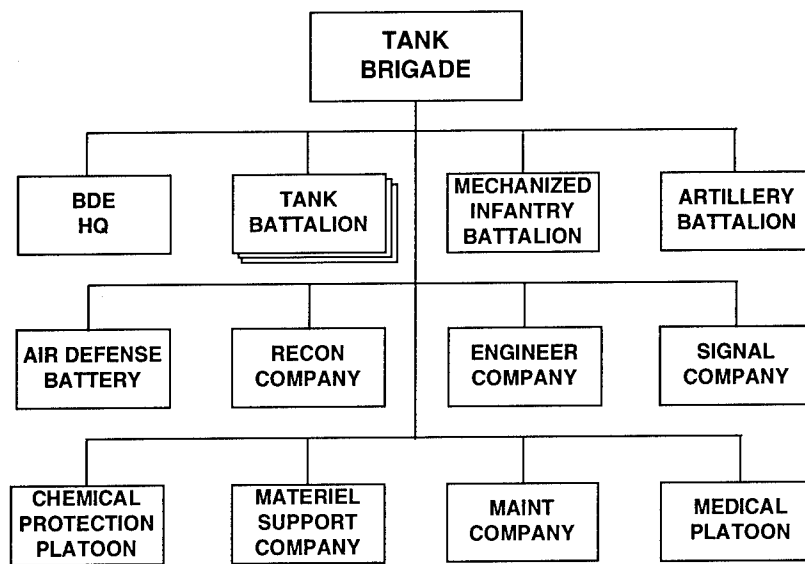 TANK
BRIGADE
BDE
HQ
TANK
BATTALION
MECHANIZED
INFANTRY
BATTALION
ARTILLERY
BATTALION
AIR DEFENSE
BATTERY
RECON
COMPANY
ENGINEER
COMPANY
SIGNAL
COMPANY
CHEMICAL
PROTECTION
PLATOON
MATERIEL
SUPPORT
COMPANY
MAINT
COMPANY
MEDICAL
PLATOON